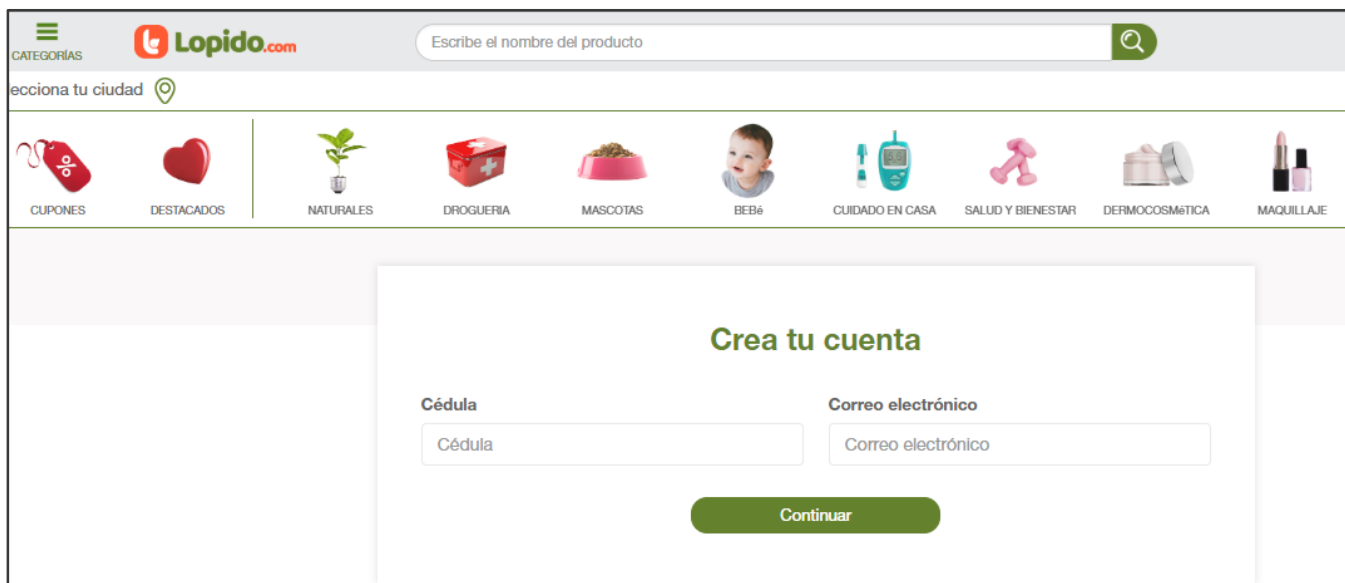 CATEGORÍAS
Lopido.com
Escribe el nombre del producto
ecciona tu ciudad
CUPONES
DESTACADOS
NATURALES
DROGUERIA
MASCOTAS
BEBé
CUIDADO EN CASA
SALUD Y BIENESTAR
DERMOCOSMéTICA
MAQUILLAJE
Crea tu cuenta
Cédula
Correo electrónico
Cédula
Correo electrónico
Continuar